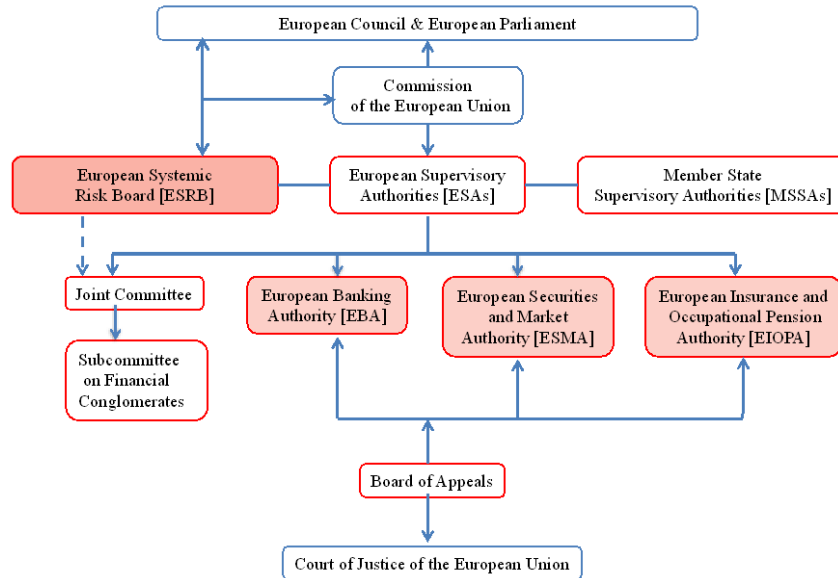 European Council & European Parliament
Commission
of the European Union
European Systemic
Risk Board [ESRB]
European Supervisory
Authorities [ESAs]
Member State
Supervisory Authorities [MSSAs]
Joint Committee
European Banking
Authority [EBA]
European Securities
and Market
Authority [ESMA]
European Insurance and
Occupational Pension
Authority [EIOPA]
Subcommittee
on Financial
Conglomerates
Board of Appeals
Court of Justice of the European Union